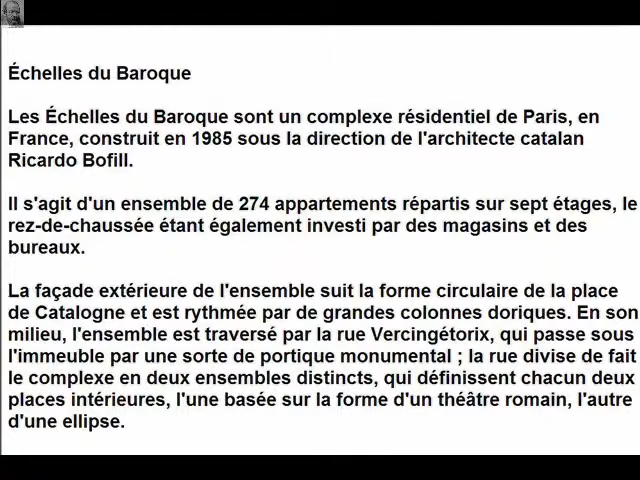 Échelles du Baroque
Les Échelles du Baroque sont un complexe résidentiel de Paris, en
France, construit en 1985 sous la direction de l'architecte catalan
Ricardo Bofill.
Il s'agit d'un ensemble de 274 appartements répartis sur sept étages, le
rez-de-chaussée étant également investi par des magasins et des
bureaux.
La façade extérieure de l'ensemble suit la forme circulaire de la place
de Catalogne et est rythmée par de grandes colonnes doriques. En son
milieu, l'ensemble est traversé par la rue Vercingétorix, qui passe sous
l'immeuble par une sorte de portique monumental ; la rue divise de fait
le complexe en deux ensembles distincts, qui définissent chacun deux
places intérieures, l'une basée sur la forme d'un théâtre romain, l'autre
d'une ellipse.